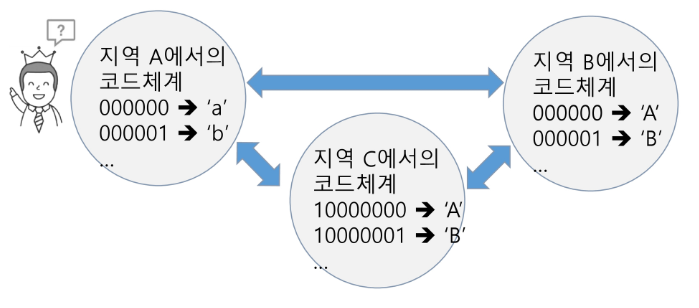 ?
지역 A에서의
코드체계
000000 ➔ ‘a’
000001 ➔ ‘b’
...
지역 B에서의
코드체계
000000 ➔ ‘A’
000001 ➔ ‘B’
...
지역 C에서의
코드체계
10000000 ➔ ‘A’
10000001 ➔ ‘B’
...